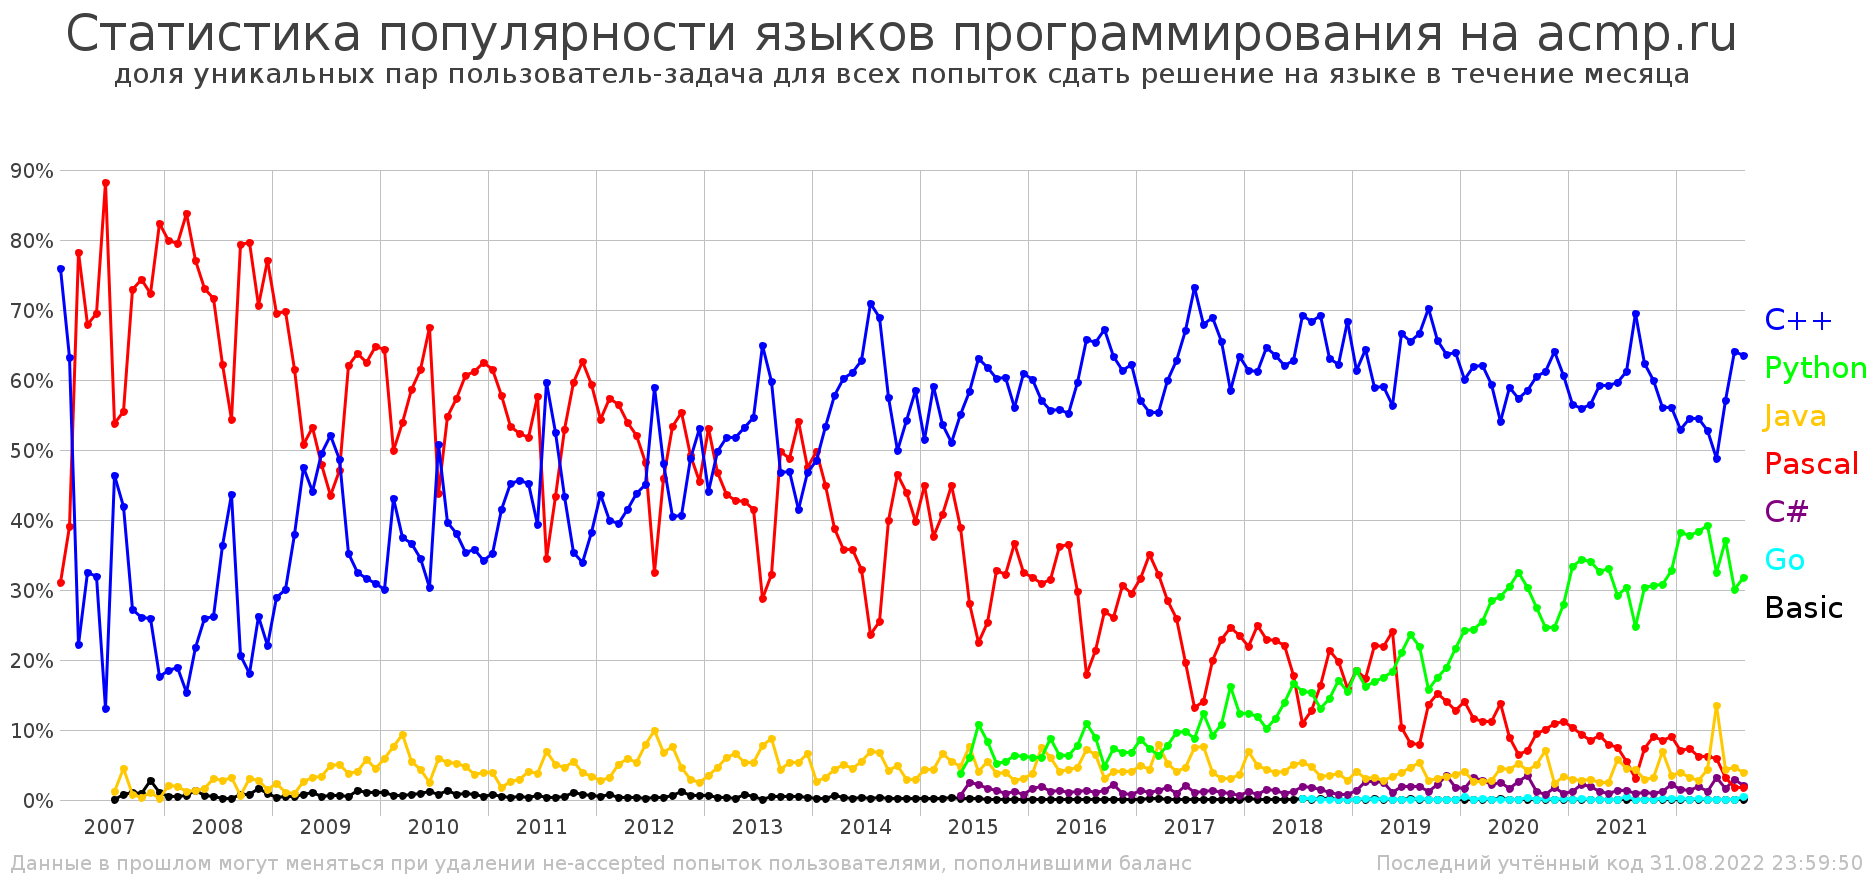 Статистика популярности языков программирования на acmp.ru
доля уникальных пар пользователь-задача для всех попыток сдать решение на языке в течение месяца
90%
80%
70%
60%
50%
40%
30%
20%
10%
0%
C++
Python
Java
Pascal
C#
Go
Basic
2007 2008 2009 2010 2011 2012 2013 2014 2015 2016 2017 2018 2019 2020 2021
Данные в прошлом могут меняться при удалении не-accepted попыток пользователями, пополнившими баланс
Последний учтённый код 31.08.2022 23:59:50